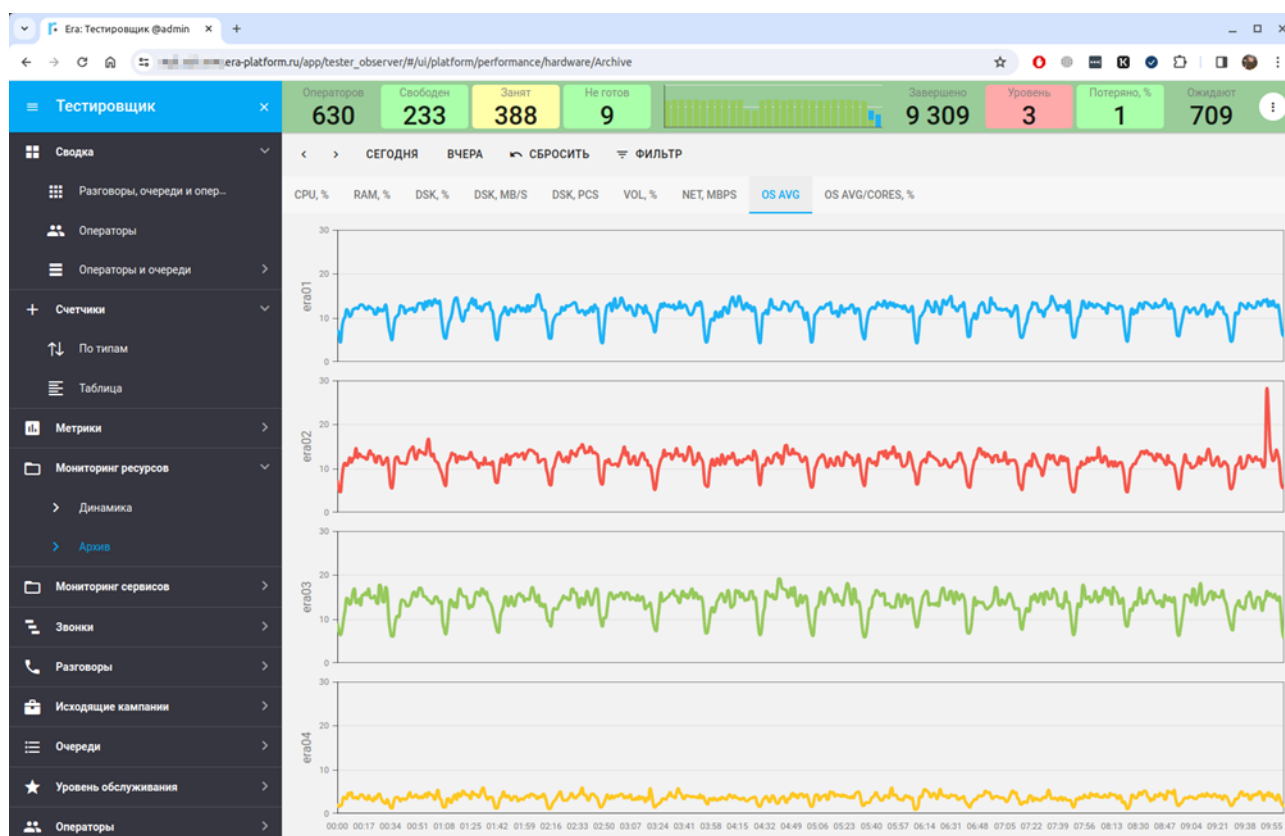 Era: Тестировщик @admin
era-platform.ru/app/tester_observer/#/ui/platform/performance/hardware/Archive
Тестировщик
Операторов
630
Свободен
233
Занят
388
Не готов
9
Завершено
9 309
Уровень
3
Потеряно, %
1
Ожидают
709
Сводка
Разговоры, очереди и опер...
Операторы
Операторы и очереди
Счетчики
По типам
Таблица
Метрики
Мониторинг ресурсов
Динамика
Архив
Мониторинг сервисов
Звонки
Разговоры
Исходящие кампании
Очереди
Уровень обслуживания
Операторы
СЕГОДНЯ ВЧЕРА СБРОСИТЬ ФИЛЬТР
CPU, % RAM, % DSK, % DSK, MB/S DSK, PCS VOL, % NET, MBPS OS AVG OS AVG/CORES, %
30
20
10
0
era01
30
20
10
0
era02
30
20
10
0
era03
30
20
10
0
era04
00:00 00:17 00:34 00:51 01:08 01:25 01:42 01:59 02:16 02:33 02:50 03:07 03:24 03:41 03:58 04:15 04:32 04:49 05:06 05:23 05:40 05:57 06:14 06:31 06:48 07:05 07:22 07:39 07:56 08:13 08:30 08:47 09:04 09:21 09:38